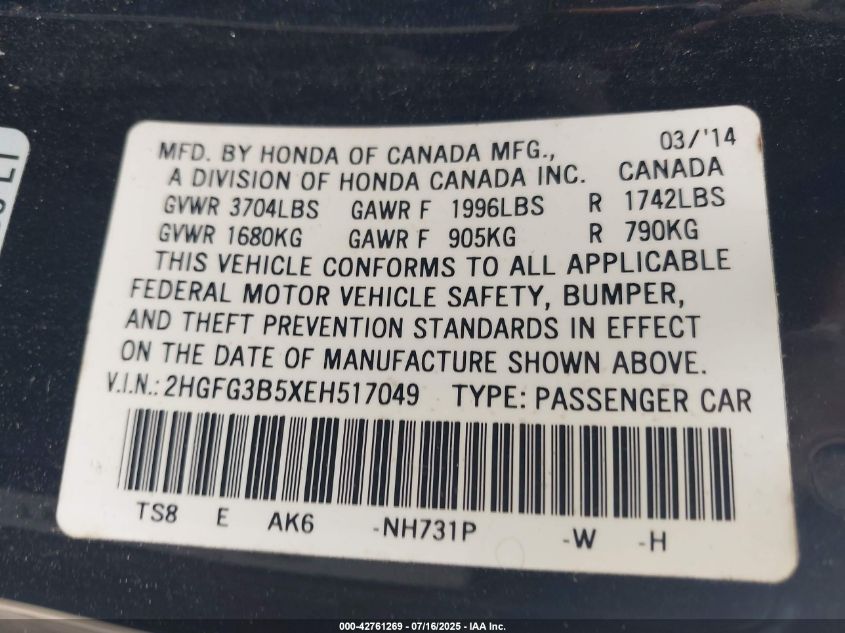 MFD. BY HONDA OF CANADA MFG., 03/'14
A DIVISION OF HONDA CANADA INC. CANADA
GVWR 3704LBS GAWR F 1996LBS R 1742LBS
GVWR 1680KG GAWR F 905KG R 790KG
THIS VEHICLE CONFORMS TO ALL APPLICABLE
FEDERAL MOTOR VEHICLE SAFETY, BUMPER,
AND THEFT PREVENTION STANDARDS IN EFFECT
ON THE DATE OF MANUFACTURE SHOWN ABOVE.
V.I.N.: 2HGFG3B5XEH517049 TYPE: PASSENGER CAR
TS8 E AK6 -NH731P -W -H
000-42761269 - 07/16/2025 - IAA Inc.